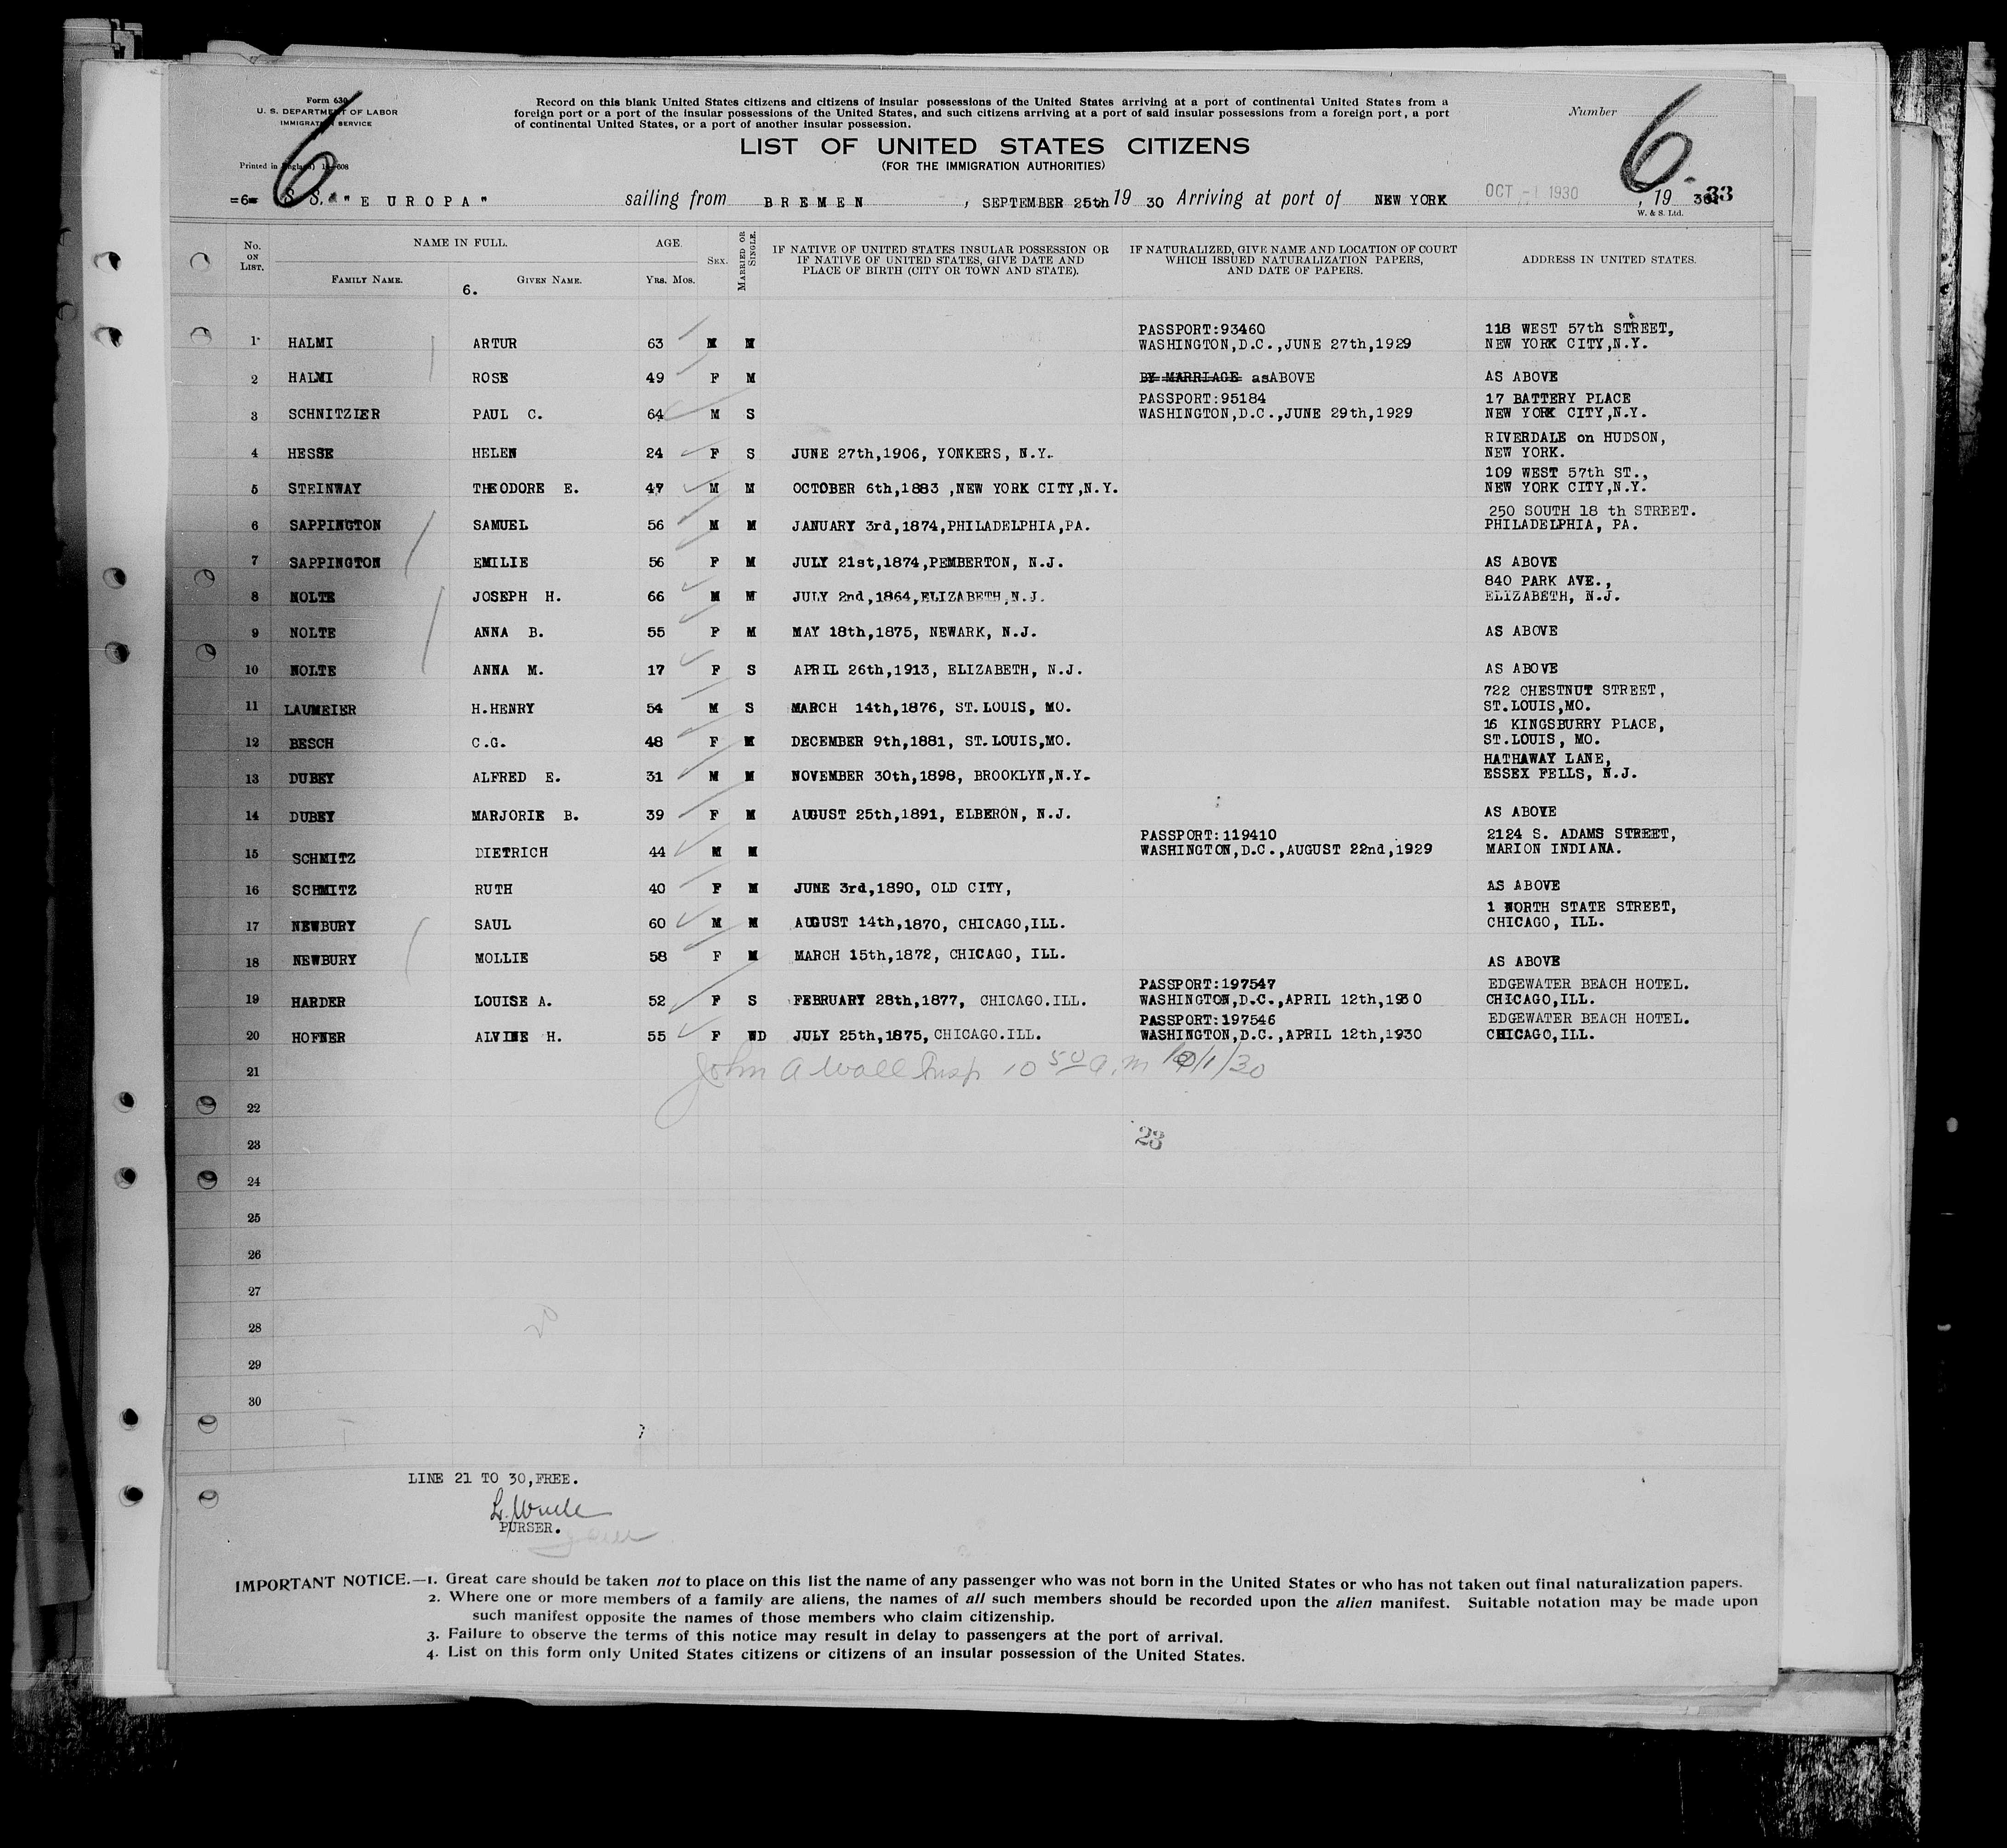 Form 630
U. S. DEPARTMENT OF LABOR
IMMIGRATION SERVICE
Printed in England
6
Record on this blank United States citizens and citizens of insular possessions of the United States arriving at a port of continental United States from a
foreign port or a port of the insular possessions of the United States, and such citizens arriving at a port of said insular possessions from a foreign port, a port
of continental United States, or a port of another insular possession.
Number 6
LIST OF UNITED STATES CITIZENS
(FOR THE IMMIGRATION AUTHORITIES)
=6= S.S. "EUROPA" sailing from BREMEN, SEPTEMBER 25th 19 30 Arriving at port of NEW YORK OCT -1 1930, 19 30. 33
W. & S. Ltd.
No. ON LIST. NAME IN FULL. AGE. SEX. MARRIED OR SINGLE. IF NATIVE OF UNITED STATES INSULAR POSSESSION OR IF NATIVE OF UNITED STATES, GIVE DATE AND PLACE OF BIRTH (CITY OR TOWN AND STATE). IF NATURALIZED, GIVE NAME AND LOCATION OF COURT WHICH ISSUED NATURALIZATION PAPERS, AND DATE OF PAPERS. ADDRESS IN UNITED STATES.
FAMILY NAME. 6. GIVEN NAME. YRS. MOS.
1 HALMI ARTUR 63 M M PASSPORT:93460 WASHINGTON,D.C.,JUNE 27th,1929 118 WEST 57th STREET, NEW YORK CITY,N.Y.
2 HALMI ROSE 49 F M BY MARRIAGE asABOVE AS ABOVE
3 SCHNITZIER PAUL C. 64 M S PASSPORT:95184 WASHINGTON,D.C.,JUNE 29th,1929 17 BATTERY PLACE NEW YORK CITY,N.Y.
4 HESSE HELEN 24 F S JUNE 27th,1906, YONKERS, N.Y. RIVERDALE on HUDSON, NEW YORK.
5 STEINWAY THEODORE E. 47 M M OCTOBER 6th,1883 ,NEW YORK CITY,N.Y. 109 WEST 57th ST., NEW YORK CITY,N.Y.
6 SAPPINGTON SAMUEL 56 M M JANUARY 3rd,1874,PHILADELPHIA,PA. 250 SOUTH 18 th STREET. PHILADELPHIA, PA.
7 SAPPINGTON EMILIE 56 F M JULY 21st,1874,PEMBERTON, N.J. AS ABOVE
8 NOLTE JOSEPH H. 66 M M JULY 2nd,1864,ELIZABETH,N.J. 840 PARK AVE., ELIZABETH, N.J.
9 NOLTE ANNA B. 55 F M MAY 18th,1875, NEWARK, N.J. AS ABOVE
10 NOLTE ANNA M. 17 F S APRIL 26th,1913, ELIZABETH, N.J. AS ABOVE
11 LAUMEIER H.HENRY 54 M S MARCH 14th,1876, ST.LOUIS, MO. 722 CHESTNUT STREET, ST.LOUIS,MO.
12 BESCH C.G. 48 F M DECEMBER 9th,1881, ST.LOUIS,MO. 16 KINGSBURRY PLACE, ST.LOUIS, MO.
13 DUBEY ALFRED E. 31 M M NOVEMBER 30th,1898, BROOKLYN,N.Y. HATHAWAY LANE, ESSEX FELLS, N.J.
14 DUBEY MARJORIE B. 39 F M AUGUST 25th,1891, ELBERON, N.J. AS ABOVE
15 SCHMITZ DIETRICH 44 M M PASSPORT:119410 WASHINGTON,D.C.,AUGUST 22nd,1929 2124 S. ADAMS STREET, MARION INDIANA.
16 SCHMITZ RUTH 40 F M JUNE 3rd,1890, OLD CITY, AS ABOVE
17 NEWBURY SAUL 60 M M AUGUST 14th,1870, CHICAGO,ILL. 1 NORTH STATE STREET, CHICAGO, ILL.
18 NEWBURY MOLLIE 58 F M MARCH 15th,1872, CHICAGO, ILL. AS ABOVE
19 HARDER LOUISE A. 52 F S FEBRUARY 28th,1877, CHICAGO.ILL. PASSPORT:197547 WASHINGTON,D.C.,APRIL 12th,1930 EDGEWATER BEACH HOTEL. CHICAGO,ILL.
20 HOFNER ALVINE H. 55 F WD JULY 25th,1875,CHICAGO.ILL. PASSPORT:197546 WASHINGTON,D.C.,APRIL 12th,1930 EDGEWATER BEACH HOTEL. CHICAGO,ILL.
21 John A Wall Insp 10 50 a.m 10/1/30
22
23 23
24
25
26
27
28 20
29
30
LINE 21 TO 30,FREE.
PURSER.
IMPORTANT NOTICE.—1. Great care should be taken not to place on this list the name of any passenger who was not born in the United States or who has not taken out final naturalization papers.
2. Where one or more members of a family are aliens, the names of all such members should be recorded upon the alien manifest. Suitable notation may be made upon
such manifest opposite the names of those members who claim citizenship.
3. Failure to observe the terms of this notice may result in delay to passengers at the port of arrival.
4. List on this form only United States citizens or citizens of an insular possession of the United States.